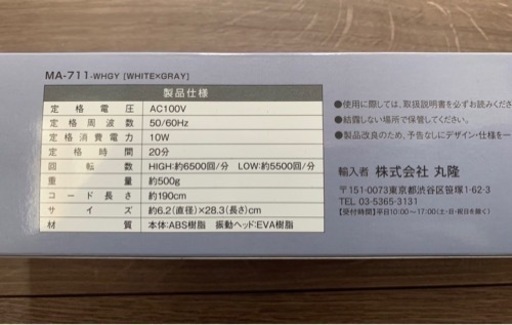 MA-711-WHGY [WHITE×GRAY]
製品仕様
定格電圧 AC100V
定格周波数 50/60Hz
定格消費電力 10W
定格時間 20分
回転数 HIGH:約6500回/分 LOW:約5500回/分
重量 約500g
コード長さ 約190cm
サイズ 約6.2(直径)×28.3(長さ)cm
材質 本体:ABS樹脂 振動ヘッド:EVA樹脂
●使用に際しては、取扱説明書を必ずお読みくださ
●結露しない場所で保管してください。
●製品改良のため、予告なしにデザイン・仕様を一
輸入者 株式会社 丸隆
〒151-0073東京都渋谷区笹塚1-62-3
TEL 03-5365-3131
【受付時間】平日10:00〜17:00(土・日・祝日を除く)